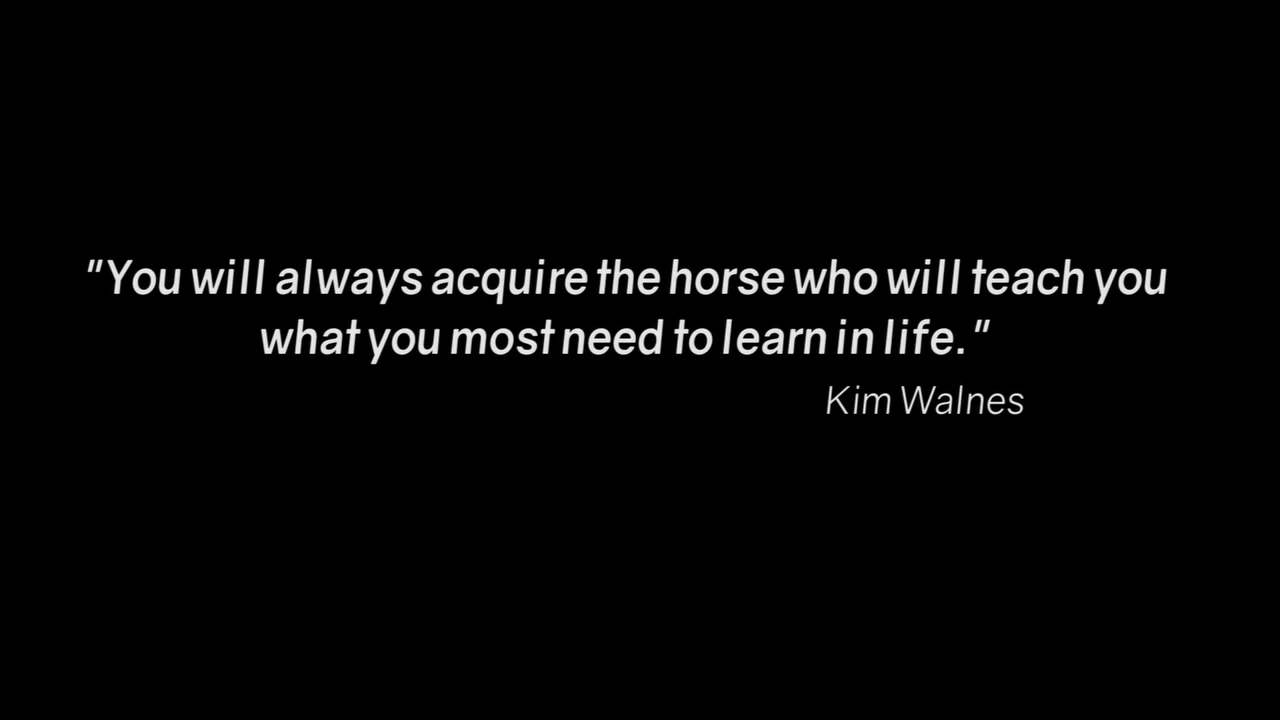 "You will always acquire the horse who will teach you
what you most need to learn in life."
Kim Walnes